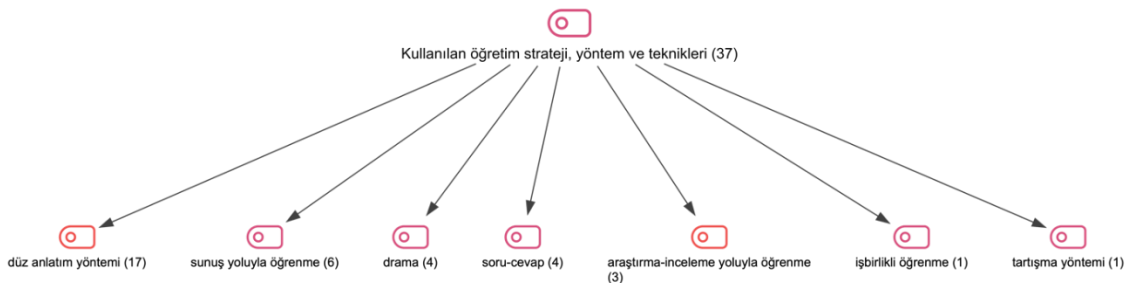 Kullanılan öğretim strateji, yöntem ve teknikleri (37)
düz anlatım yöntemi (17)
sunuş yoluyla öğrenme (6)
drama (4)
soru-cevap (4)
araştırma-inceleme yoluyla öğrenme
(3)
işbirlikli öğrenme (1)
tartışma yöntemi (1)